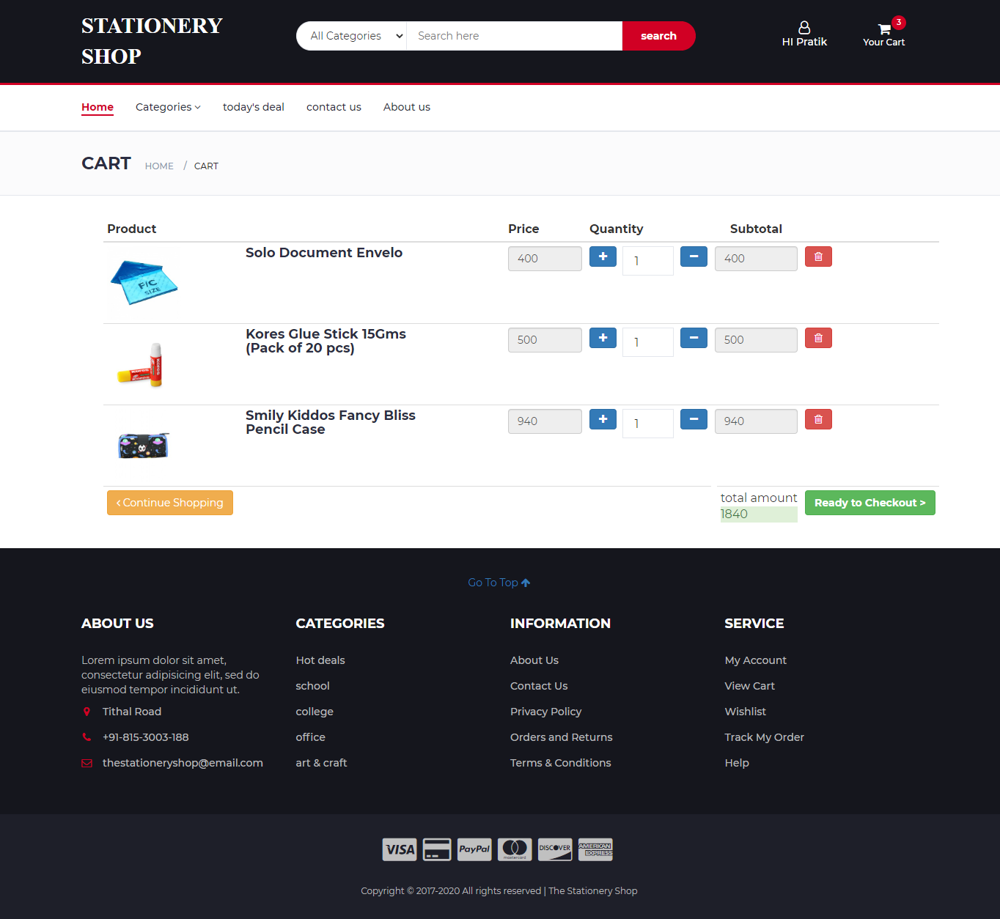 STATIONERY
SHOP
All Categories
Search here
search
HI Pratik
3
Your Cart
Home
Categories
today's deal
contact us
About us
CART
HOME / CART
Product
Price
Quantity
Subtotal
F/C
SIZE
Solo Document Envelo
400
1
400
Kores
Kores Glue Stick 15Gms
(Pack of 20 pcs)
500
1
500
Smily Kiddos Fancy Bliss
Pencil Case
940
1
940
Continue Shopping
total amount
1840
Ready to Checkout >
Go To Top
ABOUT US
Lorem ipsum dolor sit amet,
consectetur adipisicing elit, sed do
eiusmod tempor incididunt ut.
Tithal Road
+91-815-3003-188
thestationeryshop@email.com
CATEGORIES
Hot deals
school
college
office
art & craft
INFORMATION
About Us
Contact Us
Privacy Policy
Orders and Returns
Terms & Conditions
SERVICE
My Account
View Cart
Wishlist
Track My Order
Help
VISA
PayPal
mastercard
DISCOVER
AMERICAN
EXPRESS
Copyright © 2017-2020 All rights reserved | The Stationery Shop